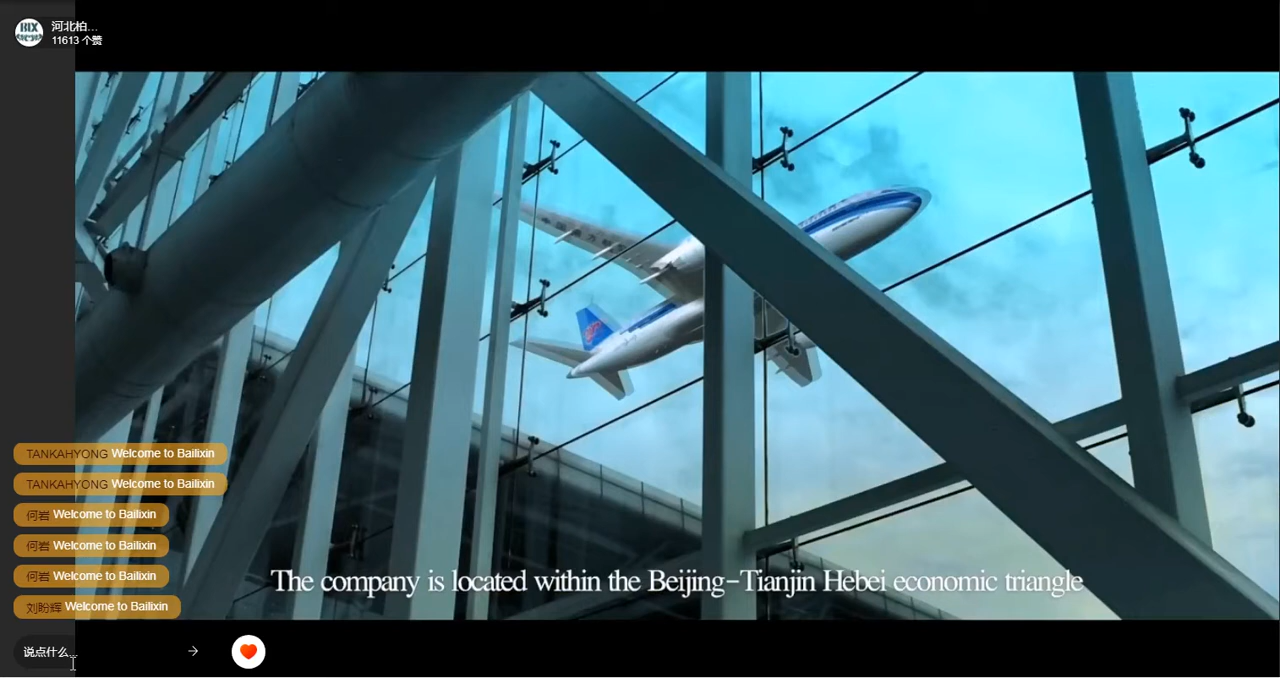 BIX
河北柏...
11613 个赞
TANKAHYONG Welcome to Bailixin
TANKAHYONG Welcome to Bailixin
何岩 Welcome to Bailixin
何岩 Welcome to Bailixin
何岩 Welcome to Bailixin
刘盼辉 Welcome to Bailixin
The company is located within the Beijing-Tianjin Hebei economic triangle
说点什么...